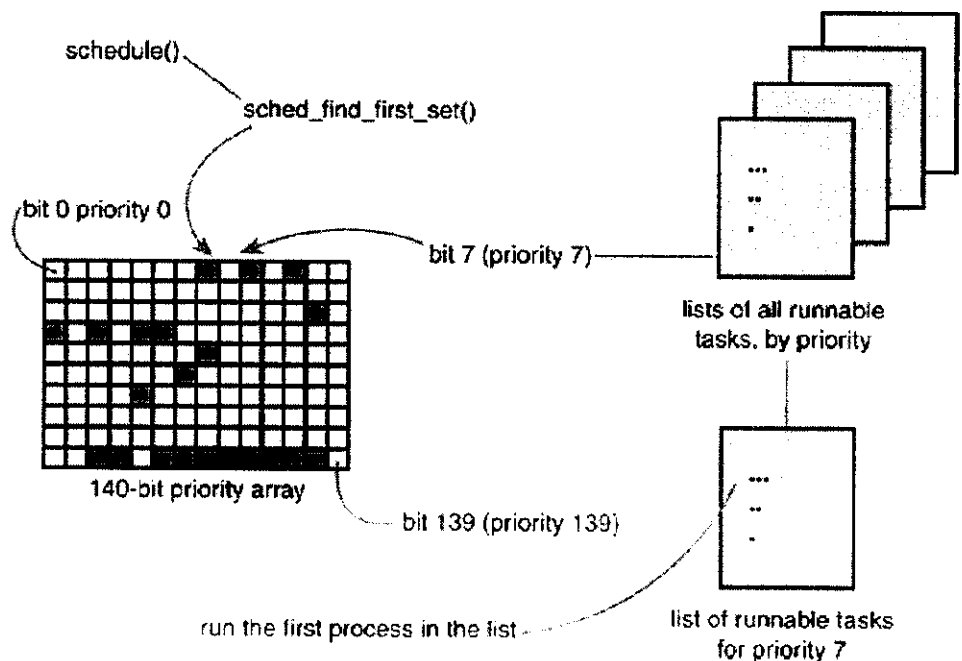 schedule()
sched_find_first_set()
bit 0 priority 0
bit 7 (priority 7)
lists of all runnable
tasks, by priority
140-bit priority array
bit 139 (priority 139)
run the first process in the list
list of runnable tasks
for priority 7